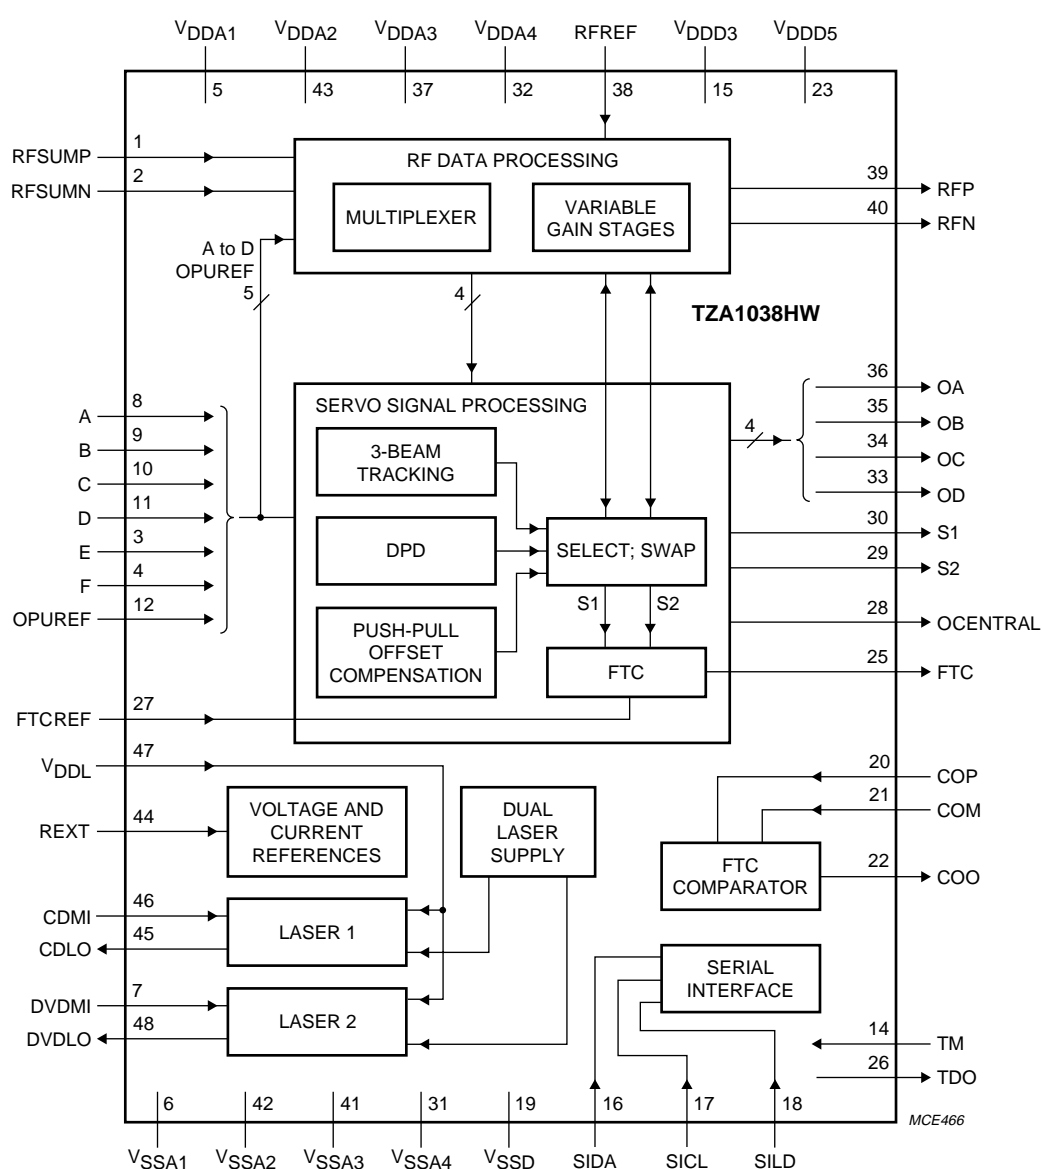 VDDA1 VDDA2 VDDA3 VDDA4 RFREF VDDD3 VDDD5
5 43 37 32 38 15 23
RFSUMP 1
RFSUMN 2
RF DATA PROCESSING
MULTIPLEXER
VARIABLE
GAIN STAGES
39 RFP
40 RFN
A to D
OPUREF
5
4
TZA1038HW
A 8
B 9
C 10
D 11
E 3
F 4
OPUREF 12
SERVO SIGNAL PROCESSING
3-BEAM
TRACKING
DPD
PUSH-PULL
OFFSET
COMPENSATION
SELECT; SWAP
S1 S2
FTC
4
36 OA
35 OB
34 OC
33 OD
30 S1
29 S2
28 OCENTRAL
25 FTC
FTCREF 27
VDDL 47
REXT 44
VOLTAGE AND
CURRENT
REFERENCES
DUAL
LASER
SUPPLY
20 COP
21 COM
FTC
COMPARATOR
22 COO
CDMI 46
CDLO 45
LASER 1
DVDMI 7
DVDLO 48
LASER 2
SERIAL
INTERFACE
14 TM
26 TDO
6 42 41 31 19 16 17 18
MCE466
VSSA1 VSSA2 VSSA3 VSSA4 VSSD SIDA SICL SILD